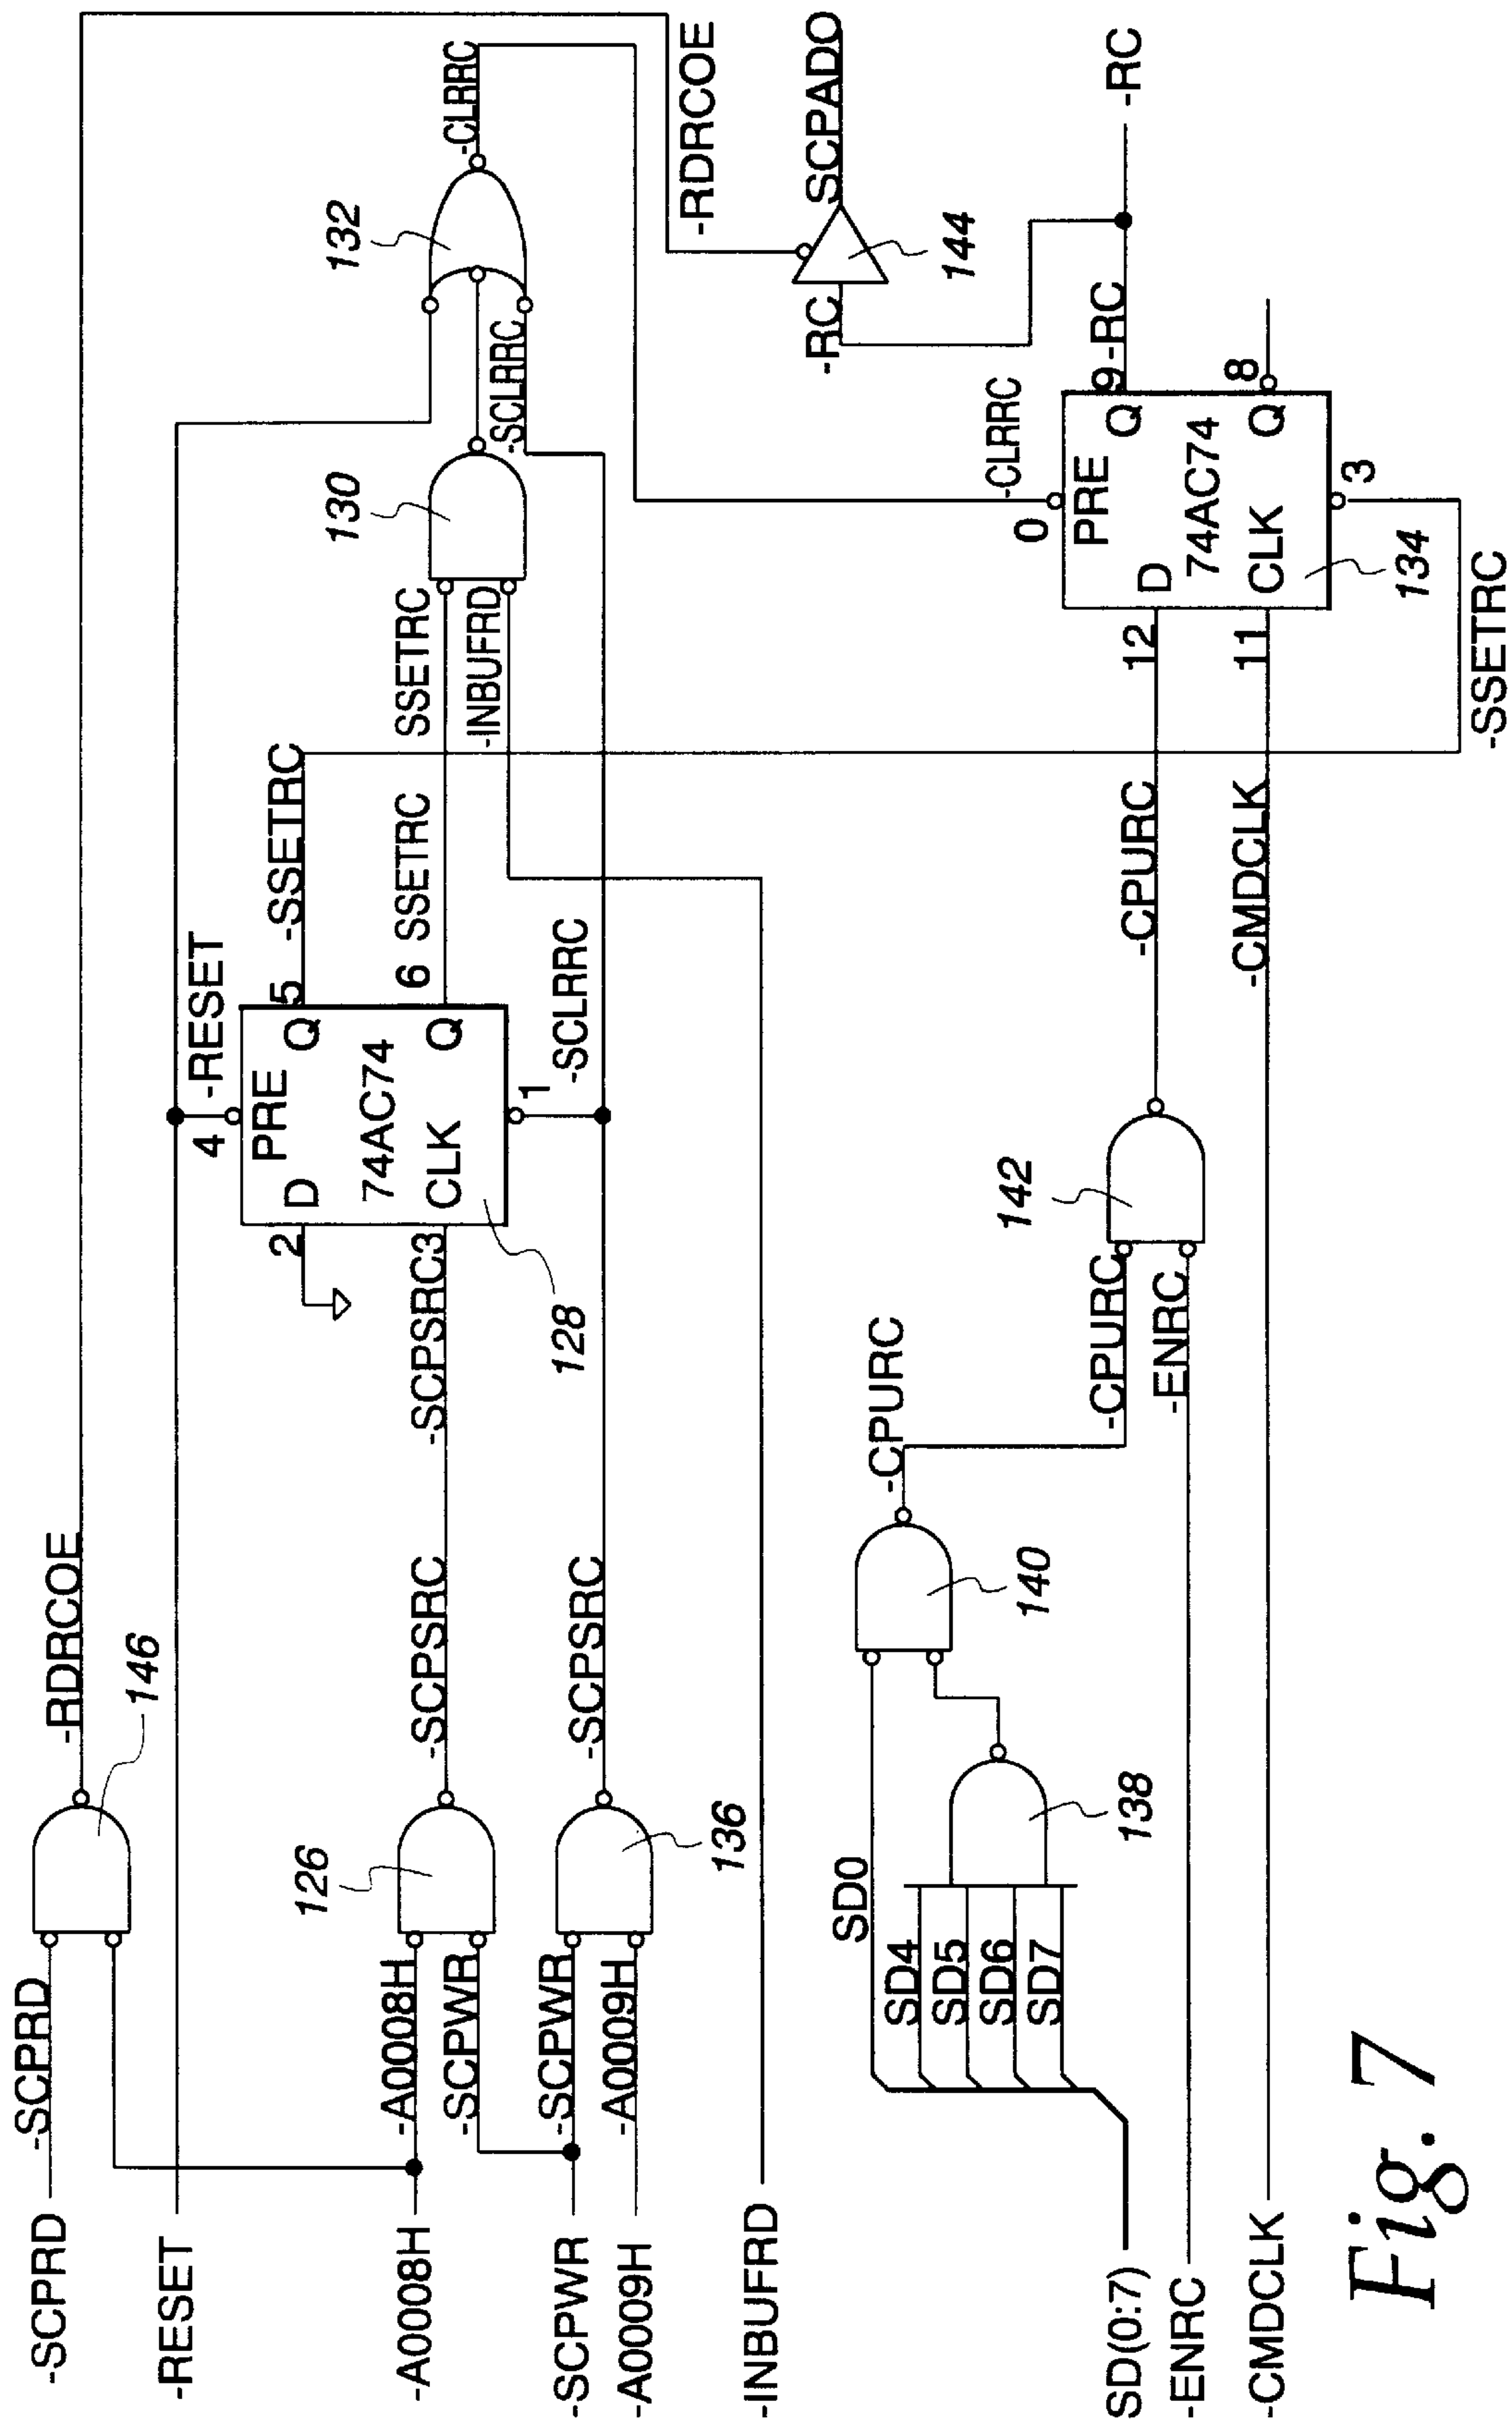 -SCPRD
-SCPRD
146
-RDRCOE
-RESET
4
-RESET
-A0008H
-A0008H
-SCPWR
126
-SCPSRC
-SCPSRC3
2
D
PRE
Q
5
-SSETRC
74AC74
CLK
Q
6
SSETRC
SSETRC
128
1
-SCLRRC
-SCPWR
-A0009H
-SCPWR
-A0009H
136
-SCPSRC
-INBUFRD
-INBUFRD
130
-SCLRRC
132
-CLRRC
-RDRCOE
-RC
SCPADO
144
SD(0:7)
SD0
SD4
SD5
SD6
SD7
138
140
-CPURC
-CPURC
-ENRC
-ENRC
142
-CPURC
12
-CMDCLK
-CMDCLK
11
0
-CLRRC
PRE
D
Q
9
-RC
-RC
74AC74
CLK
Q
8
3
134
-SSETRC
Fig. 7